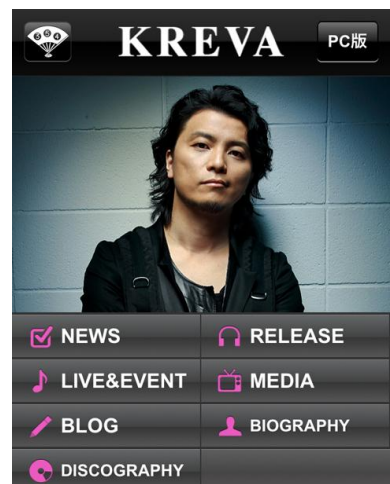 KREVA PC版
NEWS RELEASE
LIVE&EVENT MEDIA
BLOG BIOGRAPHY
DISCOGRAPHY